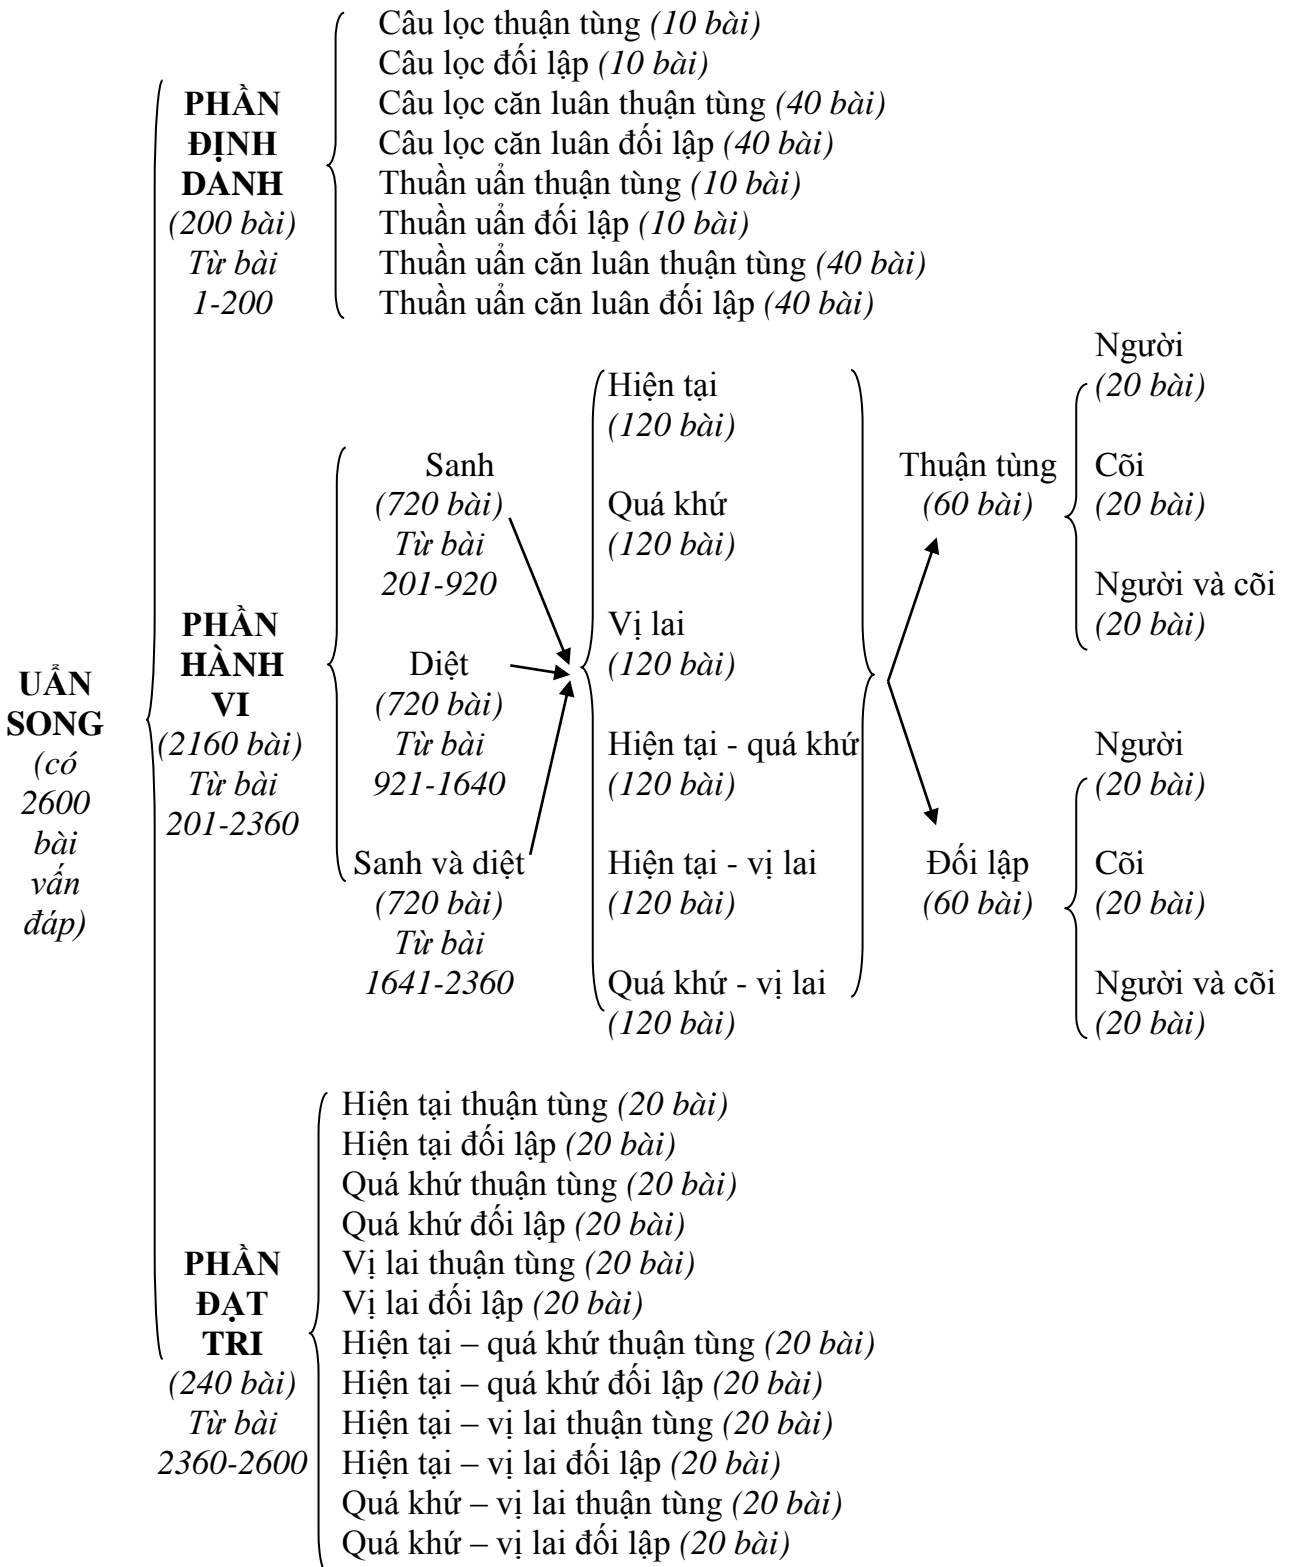 UẨN
SONG
(có
2600
bài
vấn
đáp)
PHẦN
ĐỊNH
DANH
(200 bài)
Từ bài
1-200
Câu lọc thuận tùng (10 bài)
Câu lọc đối lập (10 bài)
Câu lọc căn luân thuận tùng (40 bài)
Câu lọc căn luân đối lập (40 bài)
Thuần uẩn thuận tùng (10 bài)
Thuần uẩn đối lập (10 bài)
Thuần uẩn căn luân thuận tùng (40 bài)
Thuần uẩn căn luân đối lập (40 bài)
PHẦN
HÀNH
VI
(2160 bài)
Từ bài
201-2360
Sanh
(720 bài)
Từ bài
201-920
Diệt
(720 bài)
Từ bài
921-1640
Sanh và diệt
(720 bài)
Từ bài
1641-2360
Hiện tại
(120 bài)
Quá khứ
(120 bài)
Vị lai
(120 bài)
Hiện tại - quá khứ
(120 bài)
Hiện tại - vị lai
(120 bài)
Quá khứ - vị lai
(120 bài)
Thuận tùng
(60 bài)
Người
(20 bài)
Cõi
(20 bài)
Người và cõi
(20 bài)
Đối lập
(60 bài)
Người
(20 bài)
Cõi
(20 bài)
Người và cõi
(20 bài)
PHẦN
ĐẠT
TRI
(240 bài)
Từ bài
2360-2600
Hiện tại thuận tùng (20 bài)
Hiện tại đối lập (20 bài)
Quá khứ thuận tùng (20 bài)
Quá khứ đối lập (20 bài)
Vị lai thuận tùng (20 bài)
Vị lai đối lập (20 bài)
Hiện tại – quá khứ thuận tùng (20 bài)
Hiện tại – quá khứ đối lập (20 bài)
Hiện tại – vị lai thuận tùng (20 bài)
Hiện tại – vị lai đối lập (20 bài)
Quá khứ – vị lai thuận tùng (20 bài)
Quá khứ – vị lai đối lập (20 bài)